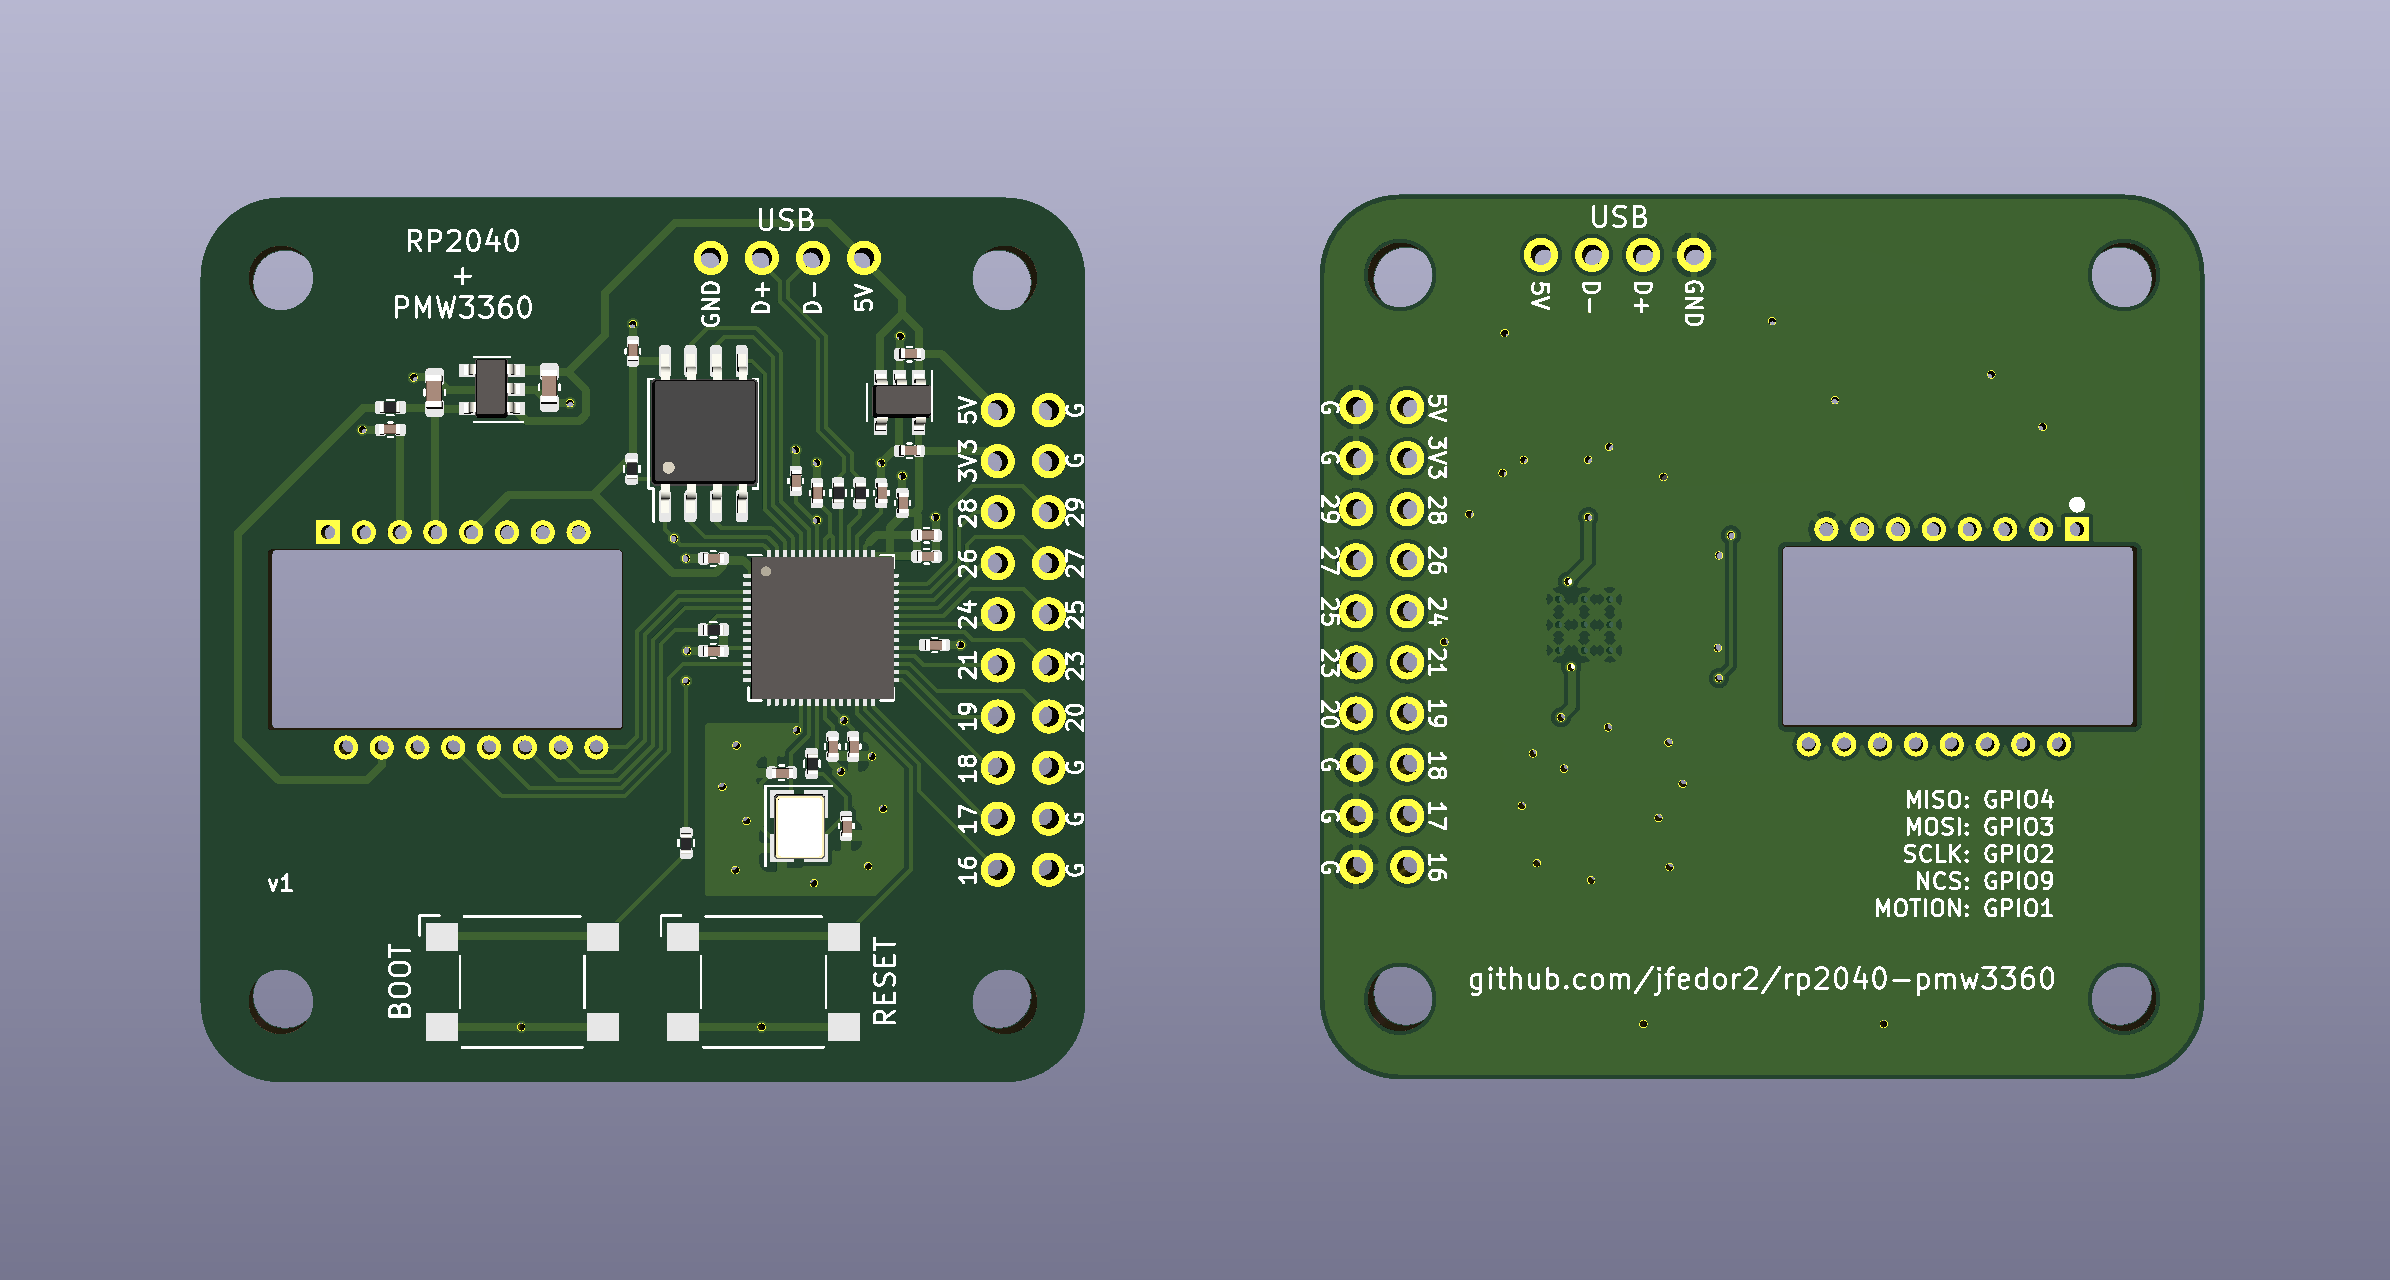 RP2040
+
PMW3360
USB
GND D+ D- 5V
5V G
3V3 G
28 29
26 27
24 25
21 23
19 20
18 G
17 G
16 G
v1
BOOT
RESET
USB
5V D- D+ GND
G 5V
G 3V3
29 28
27 26
25 24
23 21
20 19
G 18
G 17
G 16
MISO: GPIO4
MOSI: GPIO3
SCLK: GPIO2
NCS: GPIO9
MOTION: GPIO1
github.com/jfedor2/rp2040-pmw3360